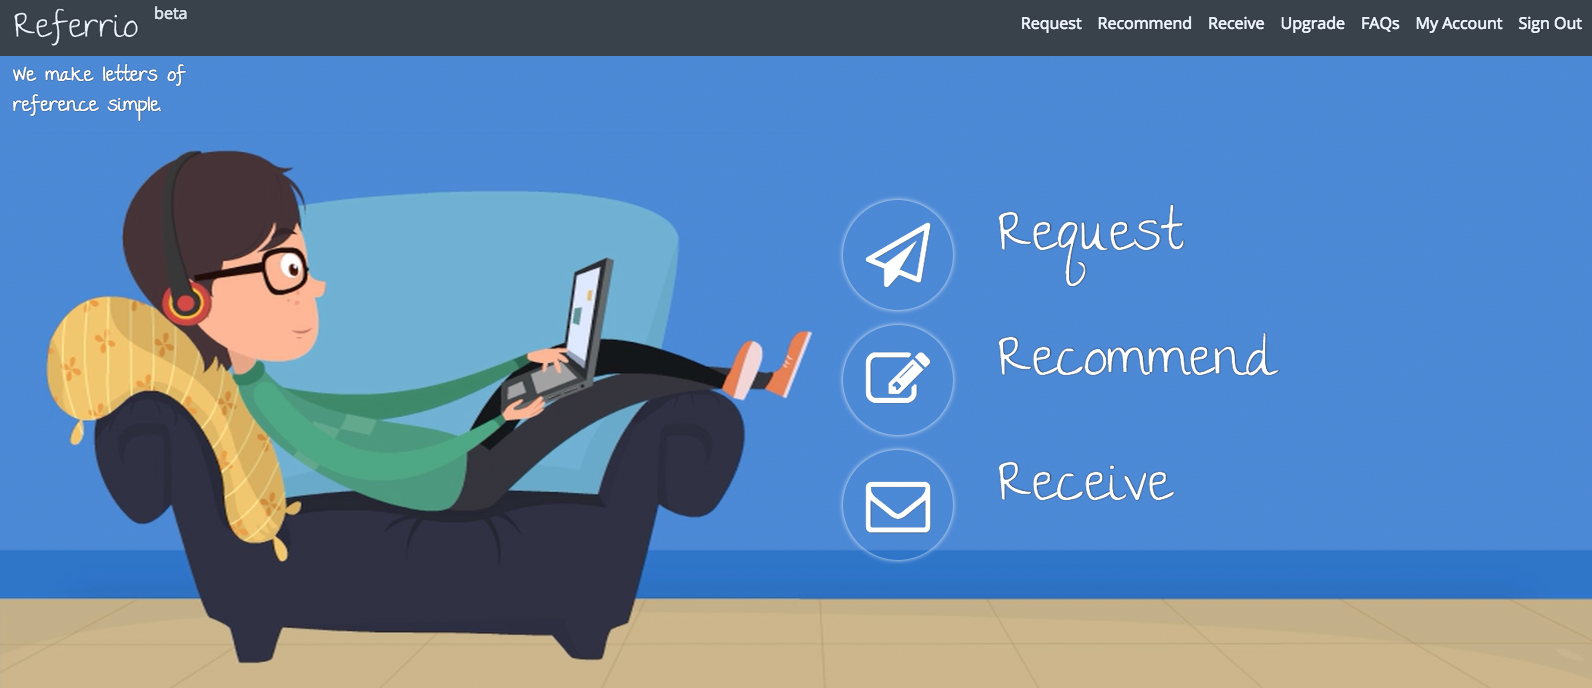 Referrio beta
Request Recommend Receive Upgrade FAQs My Account Sign Out
We make letters of
reference simple.
Request
Recommend
Receive